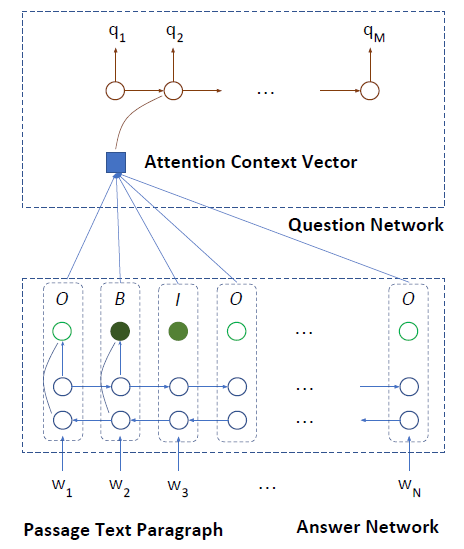 q1 q2 qM
...
Attention Context Vector
Question Network
O B I O O
...
...
...
w1 w2 w3 ... wN
Passage Text Paragraph Answer Network